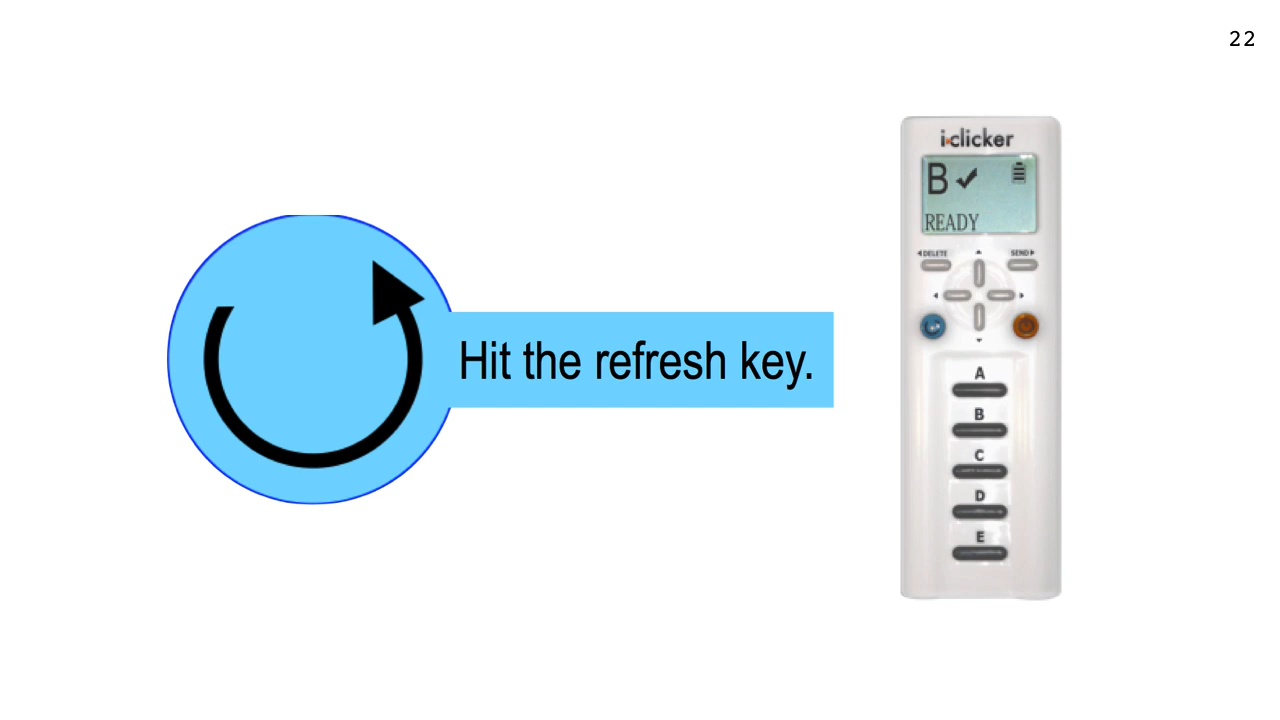 22
i-clicker
B
READY
DELETE SEND
Hit the refresh key.
A
B
C
D
E